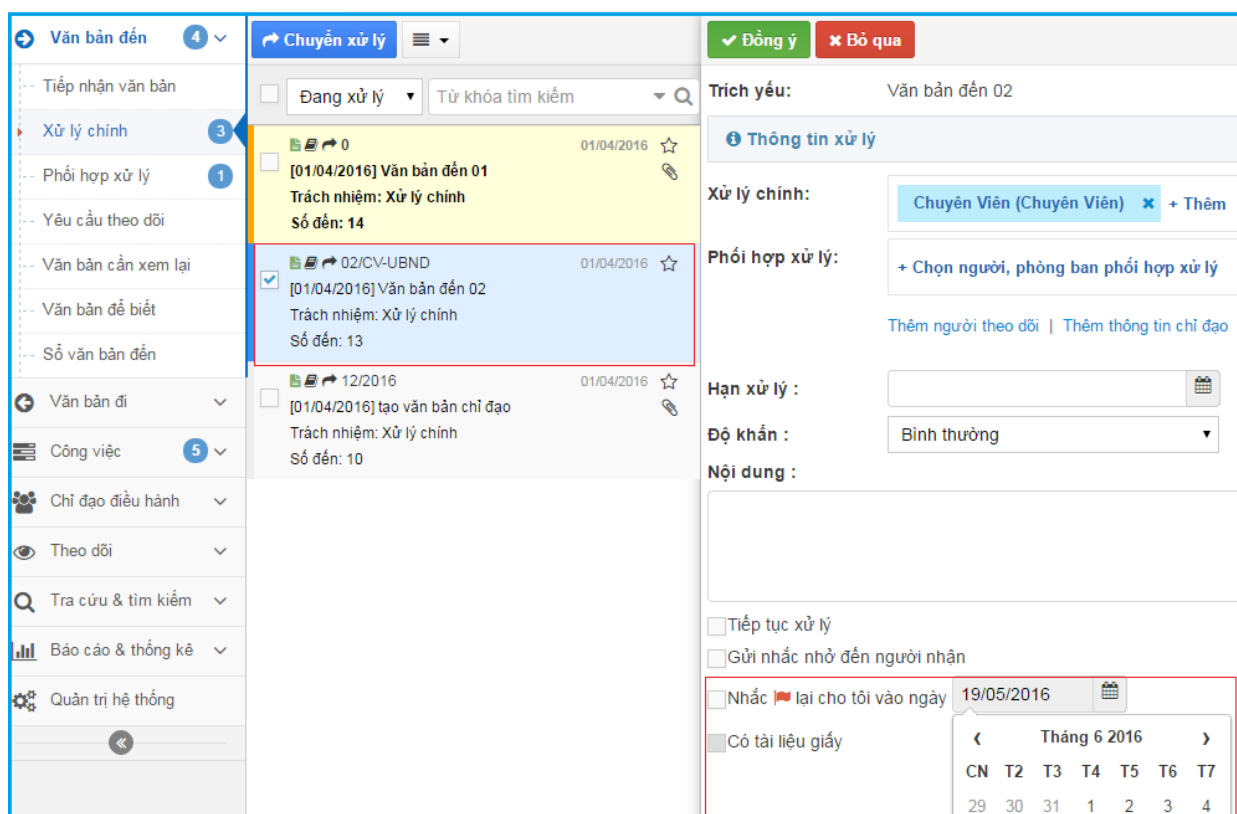 Văn bản đến 4
Tiếp nhận văn bản
Xử lý chính 3
Phối hợp xử lý 1
Yêu cầu theo dõi
Văn bản cần xem lại
Văn bản để biết
Sổ văn bản đến
Văn bản đi
Công việc 5
Chỉ đạo điều hành
Theo dõi
Tra cứu & tìm kiếm
Báo cáo & thống kê
Quản trị hệ thống
Chuyển xử lý
Đang xử lý Từ khóa tìm kiếm
0 01/04/2016
[01/04/2016] Văn bản đến 01
Trách nhiệm: Xử lý chính
Số đến: 14
02/CV-UBND 01/04/2016
[01/04/2016] Văn bản đến 02
Trách nhiệm: Xử lý chính
Số đến: 13
12/2016 01/04/2016
[01/04/2016] tạo văn bản chỉ đạo
Trách nhiệm: Xử lý chính
Số đến: 10
Đồng ý Bỏ qua
Trích yếu: Văn bản đến 02
Thông tin xử lý
Xử lý chính: Chuyên Viên (Chuyên Viên) + Thêm
Phối hợp xử lý: + Chọn người, phòng ban phối hợp xử lý
Thêm người theo dõi | Thêm thông tin chỉ đạo
Hạn xử lý :
Độ khẩn : Bình thường
Nội dung :
Tiếp tục xử lý
Gửi nhắc nhở đến người nhận
Nhắc lại cho tôi vào ngày 19/05/2016
Có tài liệu giấy
Tháng 6 2016
CN T2 T3 T4 T5 T6 T7
29 30 31 1 2 3 4